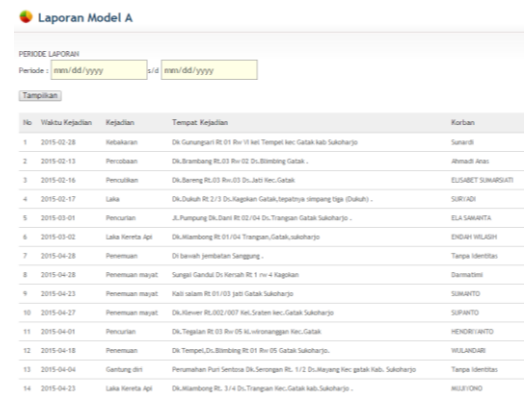 Laporan Model A
PERIODE LAPORAN
Periode : mm/dd/yyyy s/d mm/dd/yyyy
Tampilkan
No Waktu Kejadian Kejadian Tempat Kejadian Korban
1 2015-02-28 Kebakaran Dk Gunungsari Rt 01 Rw VI kel Tempel kec Gatak kab Sukoharjo Sunardi
2 2015-02-13 Percobaan Dk.Brambang Rt.03 Rw 02 Ds.Blimbing Gatak . Ahmadi Anas
3 2015-02-16 Penculikan Dk.Bareng Rt.03 Rw.03 Ds.Jati Kec.Gatak ELISABET SUMARSIATI
4 2015-02-17 Laka Dk.Dukuh Rt 2/3 Ds.Kagokan Gatak,tepatnya simpang tiga (Dukuh) . SURYADI
5 2015-03-01 Pencurian Jl.Pumpung Dk.Dani Rt 02/04 Ds.Trangsan Gatak Sukoharjo . ELA SAMANTA
6 2015-03-02 Laka Kereta Api Dk.Mlambong Rt 01/04 Trangsan,Gatak,sukoharjo ENDAH WILASIH
7 2015-04-28 Penemuan Di bawah jembatan Sanggung . Tanpa Identitas
8 2015-04-28 Penemuan mayat Sungai Gandul Ds Kersah Rt 1 rw 4 Kagokan Darmatimi
9 2015-04-23 Penemuan mayat Kali salam Rt 01/03 jati Gatak Sukoharjo SUMANTO
10 2015-04-27 Penemuan mayat Dk.Klewer Rt.002/007 Kel.Sraten kec.Gatak Sukoharjo SUPANTO
11 2015-04-01 Pencurian Dk.Tegalan Rt 03 Rw 05 kl.wironanggan Kec.Gatak HENDRIYANTO
12 2015-04-18 Penemuan Dk Tempel,Ds.Blimbing Rt 01 Rw 05 Gatak Sukoharjo. WULANDARI
13 2015-04-04 Gantung diri Perumahan Puri Sentosa Dk.Serongan Rt. 1/2 Ds.Mayang Kec gatak Kab. Sukoharjo Tanpa Identitas
14 2015-04-23 Laka Kereta Api Dk.Mlambong Rt. 3/4 Ds.Trangsan Kec.Gatak kab.Sukoharjo . MUJIYONO